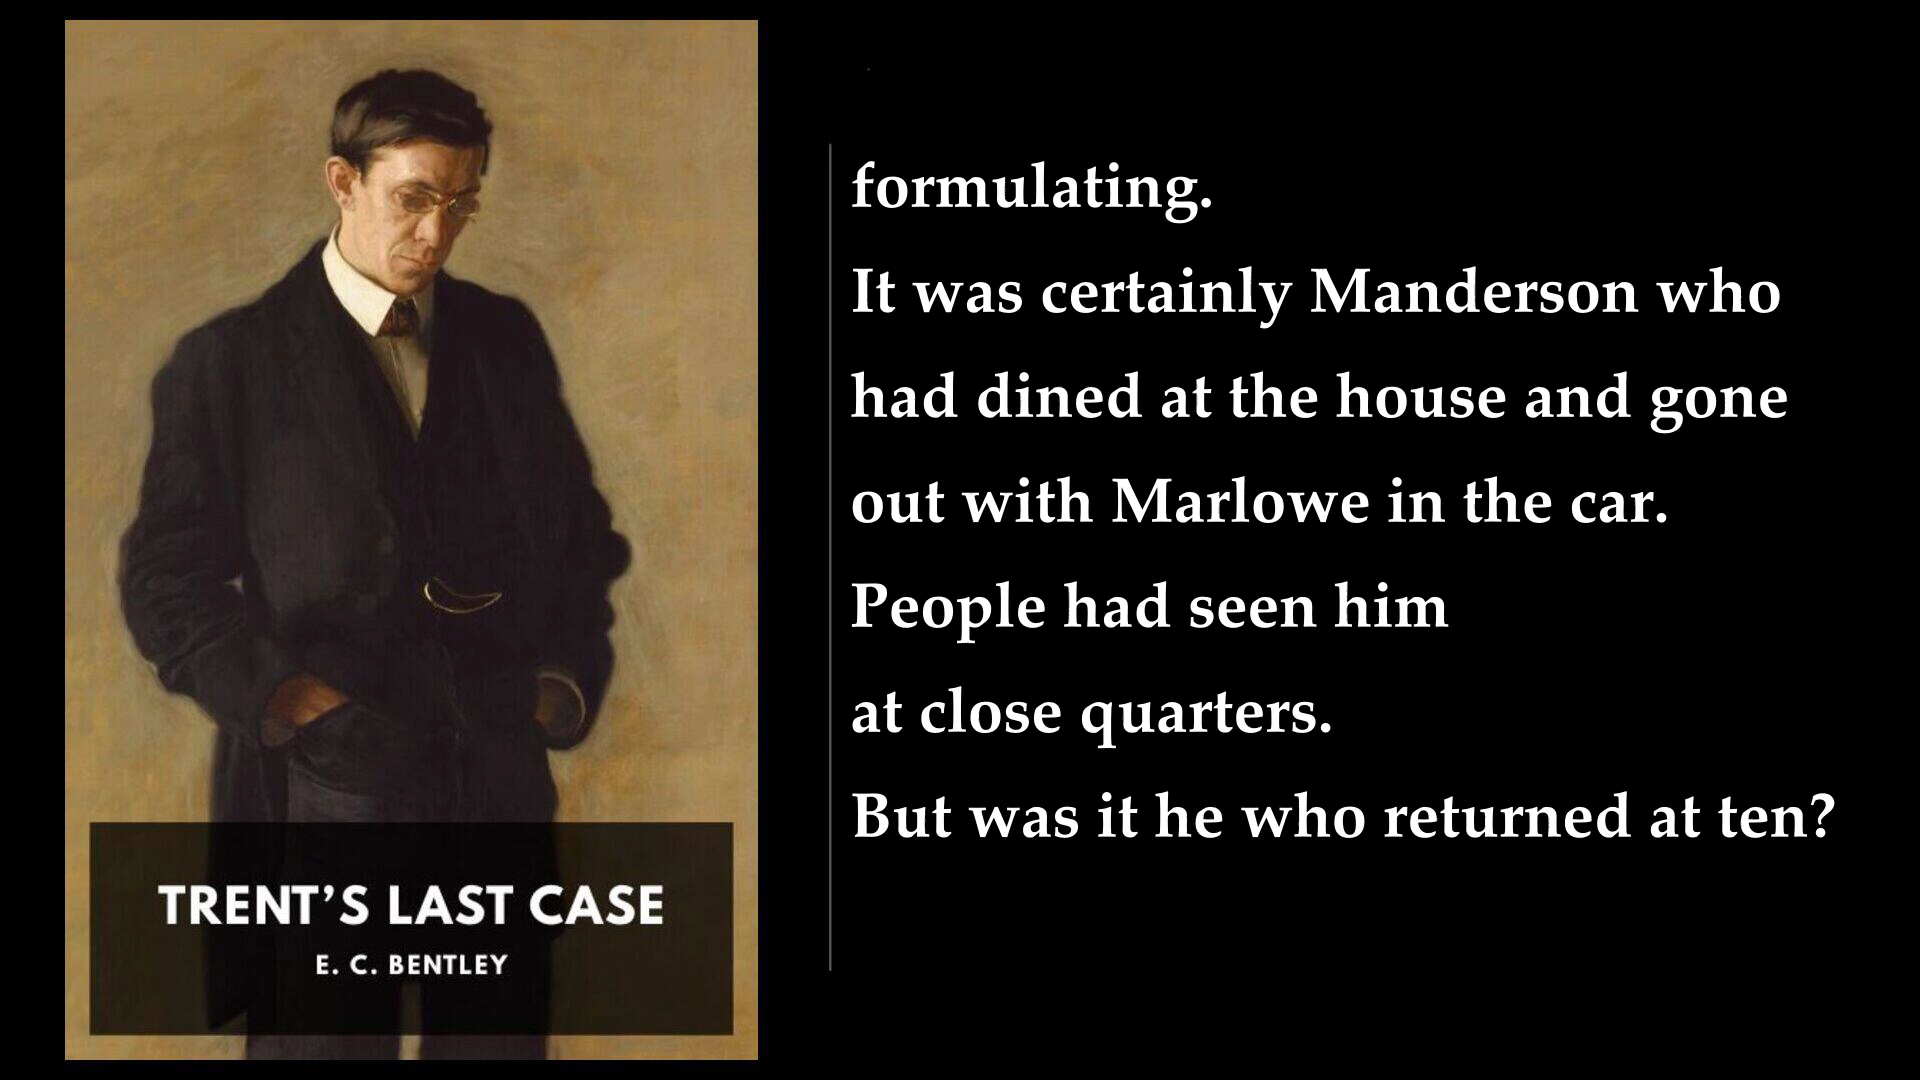 TRENT’S LAST CASE
E. C. BENTLEY
formulating.
It was certainly Manderson who
had dined at the house and gone
out with Marlowe in the car.
People had seen him
at close quarters.
But was it he who returned at ten?